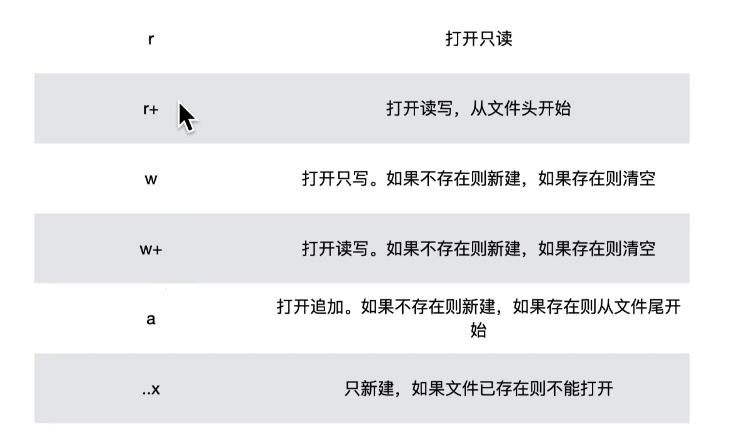 r 打开只读
r+ 打开读写，从文件头开始
w 打开只写。如果不存在则新建，如果存在则清空
w+ 打开读写。如果不存在则新建，如果存在则清空
a 打开追加。如果不存在则新建，如果存在则从文件尾开
始
..x 只新建，如果文件已存在则不能打开